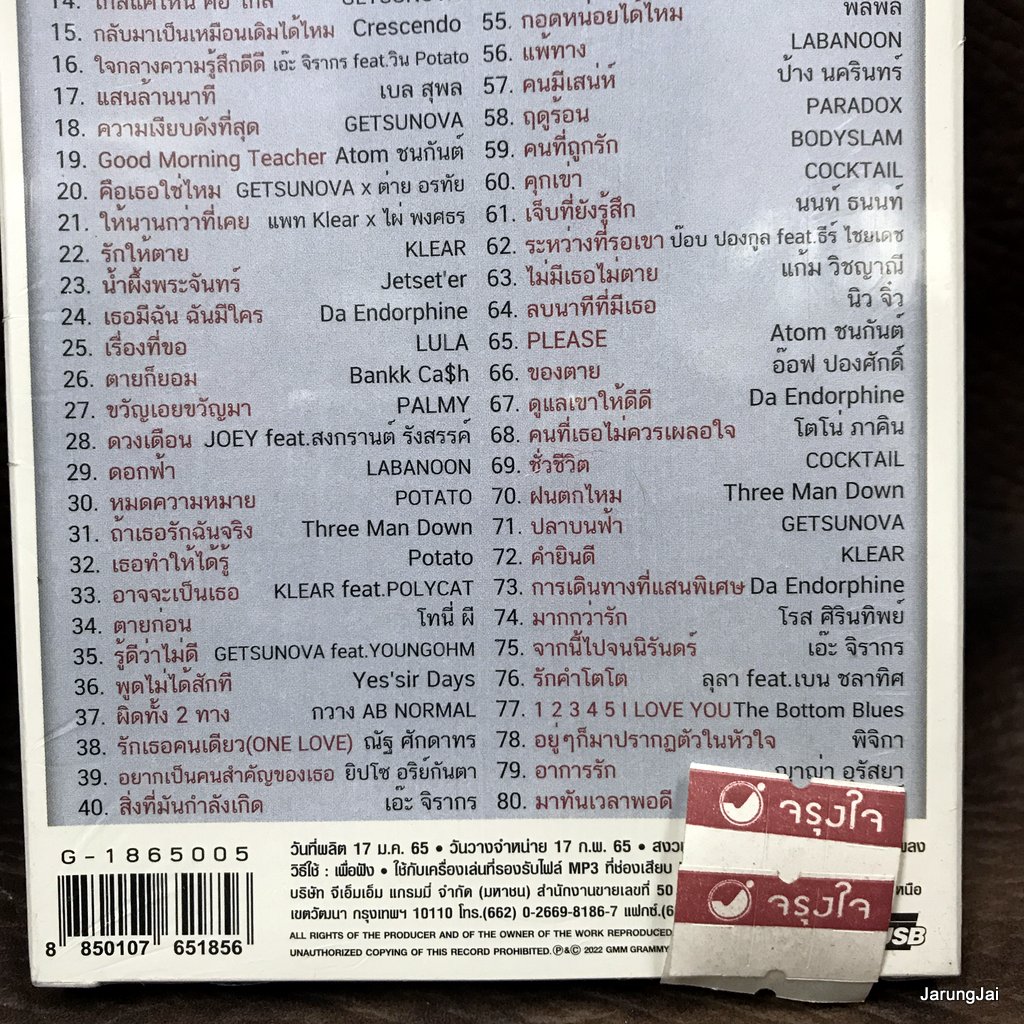 14. ใกล้แค่ไหน คือ ไกล GETSUNOVA
15. กลับมาเป็นเหมือนเดิมได้ไหม Crescendo
16. ใจกลางความรู้สึกดีดี เอ๊ะ จิรากร feat.วิน Potato
17. แสนล้านนาที เบล สุพล
18. ความเงียบดังที่สุด GETSUNOVA
19. Good Morning Teacher Atom ชนกันต์
20. คือเธอใช่ไหม GETSUNOVA x ต่าย อรทัย
21. ให้นานกว่าที่เคย แพท Klear x ไผ่ พงศธร
22. รักให้ตาย KLEAR
23. น้ำผึ้งพระจันทร์ Jetset'er
24. เธอมีฉัน ฉันมีใคร Da Endorphine
25. เรื่องที่ขอ LULA
26. ตายก็ยอม Bankk Ca$h
27. ขวัญเอยขวัญมา PALMY
28. ดวงเดือน JOEY feat.สงกรานต์ รังสรรค์
29. ดอกฟ้า LABANOON
30. หมดความหมาย POTATO
31. ถ้าเธอรักฉันจริง Three Man Down
32. เธอทำให้ได้รู้ Potato
33. อาจจะเป็นเธอ KLEAR feat.POLYCAT
34. ตายก่อน โทนี่ ผี
35. รู้ดีว่าไม่ดี GETSUNOVA feat.YOUNGOHM
36. พูดไม่ได้สักที Yes'sir Days
37. ผิดทั้ง 2 ทาง กวาง AB NORMAL
38. รักเธอคนเดียว(ONE LOVE) ณัฐ ศักดาทร
39. อยากเป็นคนสำคัญของเธอ ยิปโซ อริย์กันตา
40. สิ่งที่มันกำลังเกิด เอ๊ะ จิรากร
55. กอดหน่อยได้ไหม พลพล
56. แพ้ทาง LABANOON
57. คนมีเสน่ห์ ป้าง นครินทร์
58. ฤดูร้อน PARADOX
59. คนที่ถูกรัก BODYSLAM
60. คุกเข่า COCKTAIL
61. เจ็บที่ยังรู้สึก นนท์ ธนนท์
62. ระหว่างที่รอเขา ป๊อบ ปองกูล feat.ธีร์ ไชยเดช
63. ไม่มีเธอไม่ตาย แก้ม วิชญาณี
64. ลบนาทีที่มีเธอ นิว จิ๋ว
65. PLEASE Atom ชนกันต์
66. ของตาย อ๊อฟ ปองศักดิ์
67. ดูแลเขาให้ดีดี Da Endorphine
68. คนที่เธอไม่ควรเผลอใจ โตโน่ ภาคิน
69. ชั่วชีวิต COCKTAIL
70. ฝนตกไหม Three Man Down
71. ปลาบนฟ้า GETSUNOVA
72. คำยินดี KLEAR
73. การเดินทางที่แสนพิเศษ Da Endorphine
74. มากกว่ารัก โรส ศิรินทิพย์
75. จากนี้ไปจนนิรันดร์ เอ๊ะ จิรากร
76. รักคำโตโต ลุลา feat.เบน ชลาทิศ
77. 1 2 3 4 5 I LOVE YOU The Bottom Blues
78. อยู่ๆก็มาปรากฏตัวในหัวใจ พิจิกา
79. อาการรัก ญาญ่า อุรัสยา
80. มาทันเวลาพอดี
จรุงใจ
จรุงใจ
G-1865005
8 850107 651856
วันที่ผลิต 17 ม.ค. 65 • วันวางจำหน่าย 17 ก.พ. 65 • สงว เพลง
วิธีใช้ : เพื่อฟัง • ใช้กับเครื่องเล่นที่รองรับไฟล์ MP3 ที่ช่องเสียบ
บริษัท จีเอ็มเอ็ม แกรมมี่ จำกัด (มหาชน) สำนักงานขายเลขที่ 50 เหนือ
เขตวัฒนา กรุงเทพฯ 10110 โทร.(662) 0-2669-8186-7 แฟกซ์.(6
ALL RIGHTS OF THE PRODUCER AND OF THE OWNER OF THE WORK REPRODUCED
UNAUTHORIZED COPYING OF THIS RECORD PROHIBITED.Ⓟ&© 2022 GMM GRAMMY
USB
JarungJai